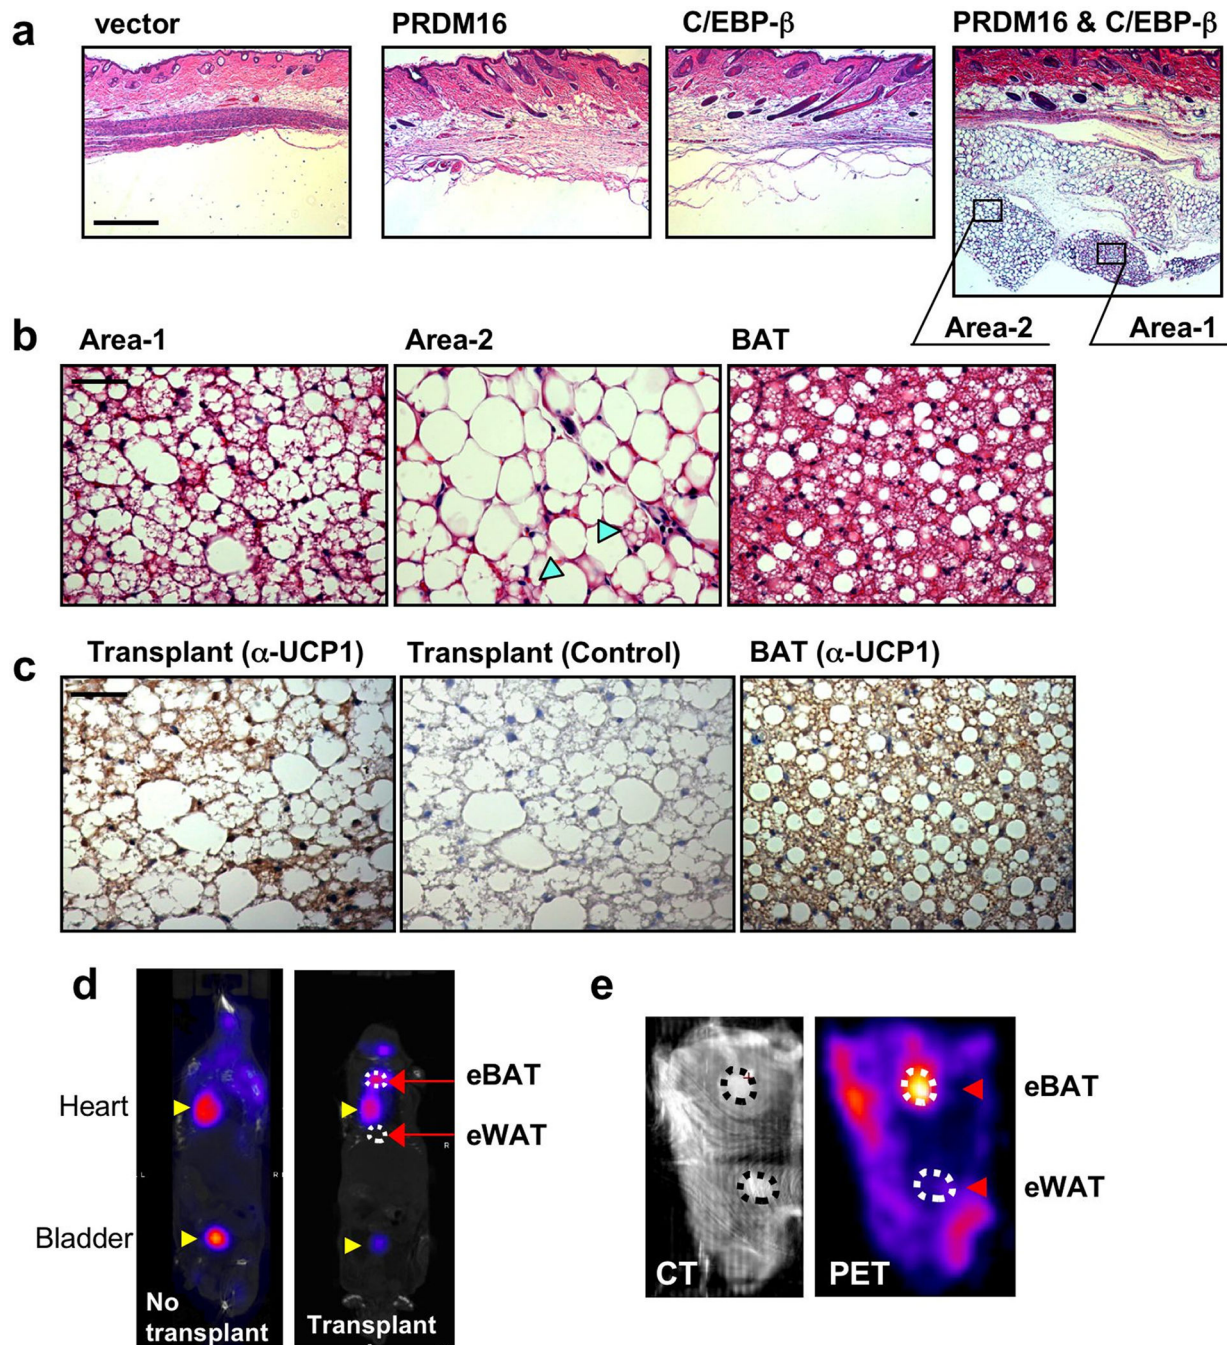 a
vector
PRDM16
C/EBP-β
PRDM16 & C/EBP-β
Area-2
Area-1
b
Area-1
Area-2
BAT
c
Transplant (α-UCP1)
Transplant (Control)
BAT (α-UCP1)
d
Heart
Bladder
L
R
No
transplant
R
Transplant
eBAT
eWAT
e
CT
PET
eBAT
eWAT